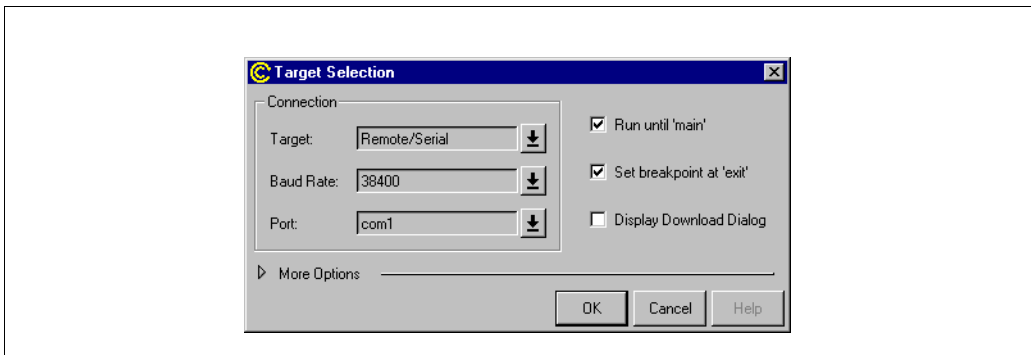 Target Selection
Connection
Target: Remote/Serial
Baud Rate: 38400
Port: com1
Run until 'main'
Set breakpoint at 'exit'
Display Download Dialog
More Options
OK Cancel Help